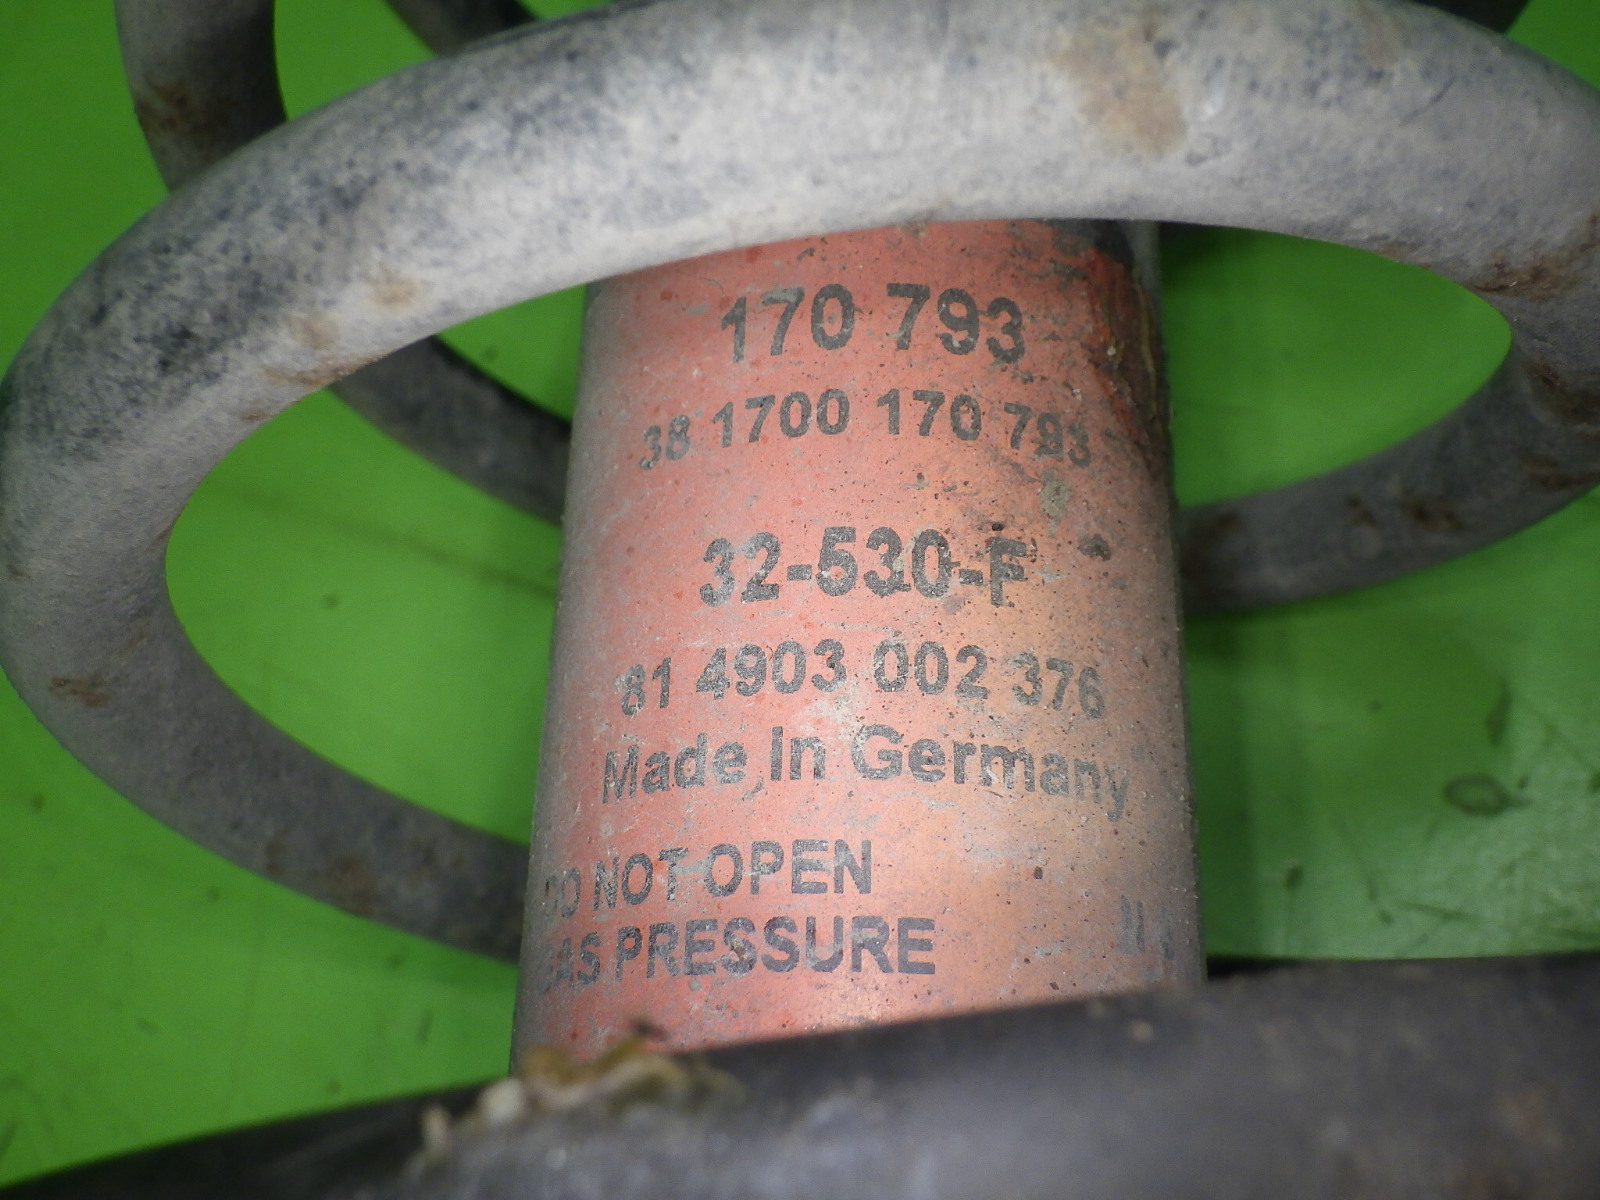 170 793
38 1700 170 793
32-530-F
81 4903 002 376
Made In Germany
DO NOT OPEN
GAS PRESSURE